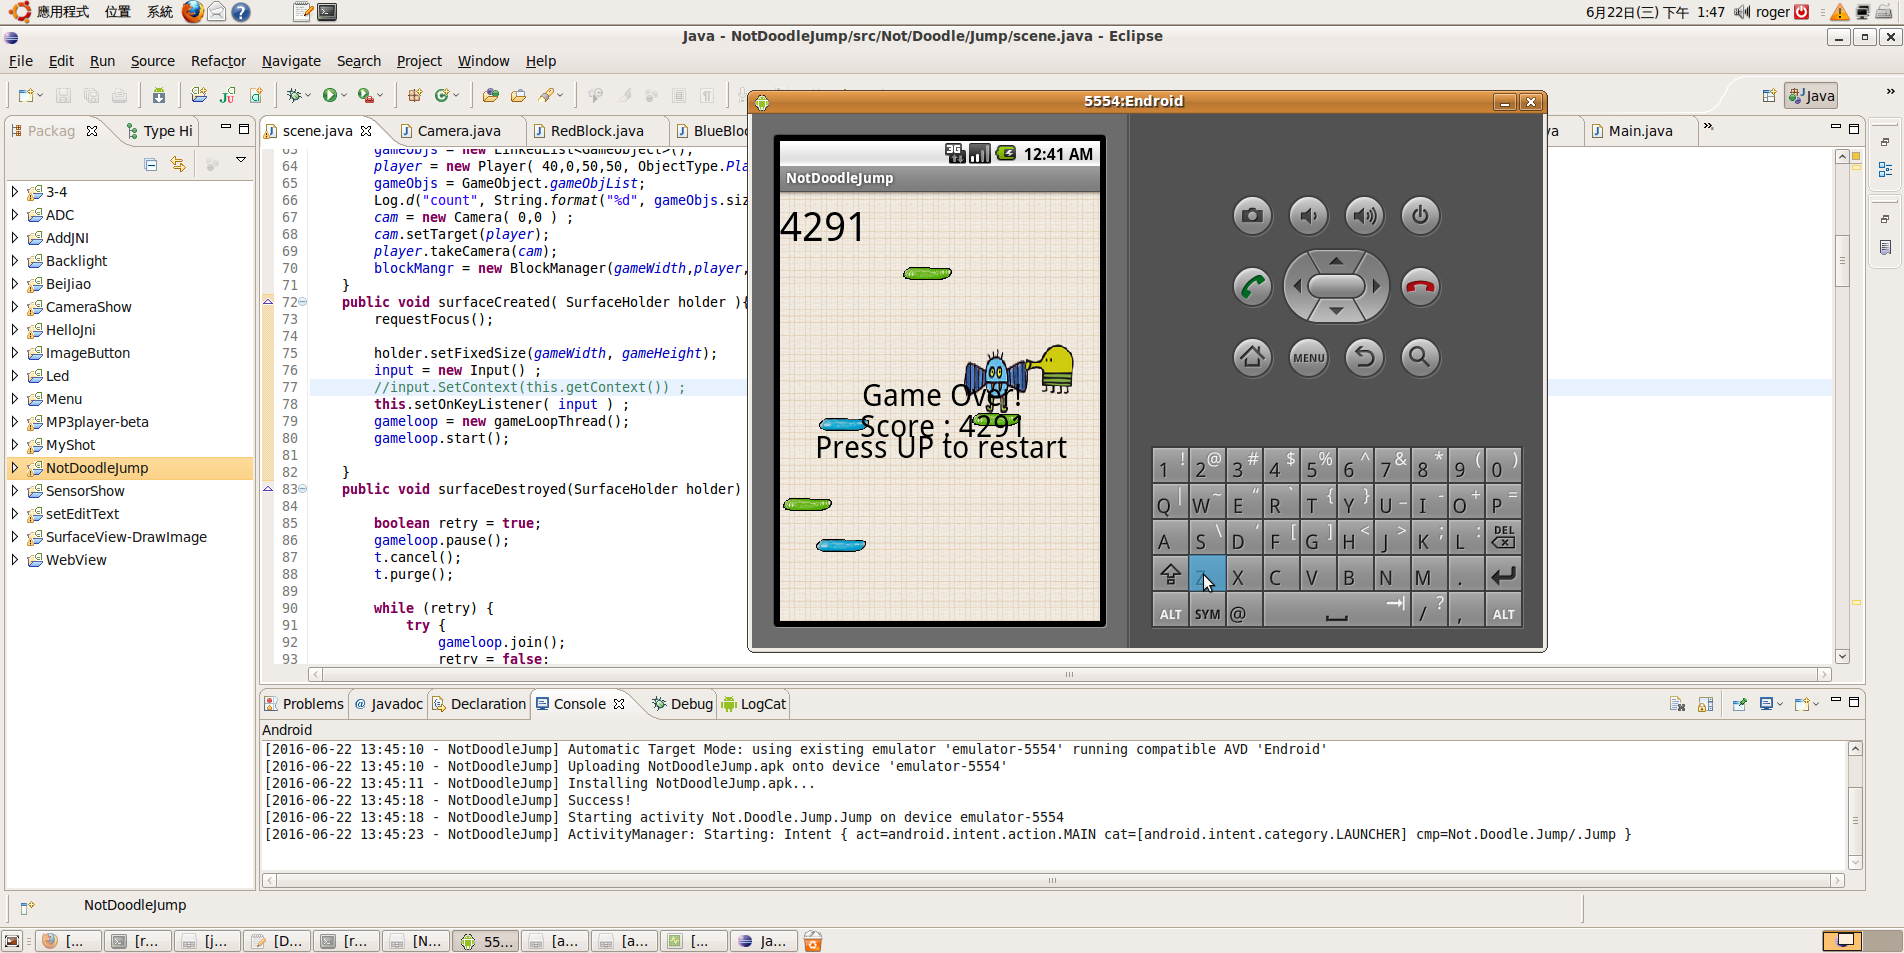 應用程式 位置 系統
6月22日(三) 下午 1:47 roger
Java - NotDoodleJump/src/Not/Doodle/Jump/scene.java - Eclipse
File Edit Run Source Refactor Navigate Search Project Window Help
Java
Packag Type Hi
scene.java Camera.java RedBlock.java BlueBlo va Main.java
3-4
ADC
AddJNI
Backlight
BeiJiao
CameraShow
HelloJni
ImageButton
Led
Menu
MP3player-beta
MyShot
NotDoodleJump
SensorShow
setEditText
SurfaceView-DrawImage
WebView
63 gameObjs = new LinkedList<GameObject>();
64 player = new Player( 40,0,50,50, ObjectType.Pla
65 gameObjs = GameObject.gameObjList;
66 Log.d("count", String.format("%d", gameObjs.siz
67 cam = new Camera( 0,0 ) ;
68 cam.setTarget(player);
69 player.takeCamera(cam);
70 blockMangr = new BlockManager(gameWidth,player,
71 }
72 public void surfaceCreated( SurfaceHolder holder ){
73 requestFocus();
74
75 holder.setFixedSize(gameWidth, gameHeight);
76 input = new Input() ;
77 //input.SetContext(this.getContext()) ;
78 this.setOnKeyListener( input ) ;
79 gameloop = new gameLoopThread();
80 gameloop.start();
81
82 }
83 public void surfaceDestroyed(SurfaceHolder holder)
84
85 boolean retry = true;
86 gameloop.pause();
87 t.cancel();
88 t.purge();
89
90 while (retry) {
91 try {
92 gameloop.join();
93 retry = false;
5554:Endroid
3G 12:41 AM
NotDoodleJump
4291
Game Over!
Score : 4291
Press UP to restart
MENU
1 ! 2 @ 3 # 4 $ 5 % 6 ^ 7 & 8 * 9 ( 0 )
Q | W ~ E “ R ` T { Y } U _ I - O + P =
A S \ D ‘ F [ G ] H < J > K ; L : DEL
Z X C V B N M .
ALT SYM @ / ? , ALT
Problems @ Javadoc Declaration Console Debug LogCat
Android
[2016-06-22 13:45:10 - NotDoodleJump] Automatic Target Mode: using existing emulator 'emulator-5554' running compatible AVD 'Endroid'
[2016-06-22 13:45:10 - NotDoodleJump] Uploading NotDoodleJump.apk onto device 'emulator-5554'
[2016-06-22 13:45:11 - NotDoodleJump] Installing NotDoodleJump.apk...
[2016-06-22 13:45:18 - NotDoodleJump] Success!
[2016-06-22 13:45:18 - NotDoodleJump] Starting activity Not.Doodle.Jump.Jump on device emulator-5554
[2016-06-22 13:45:23 - NotDoodleJump] ActivityManager: Starting: Intent { act=android.intent.action.MAIN cat=[android.intent.category.LAUNCHER] cmp=Not.Doodle.Jump/.Jump }
NotDoodleJump
[... [r... [j... [D... [r... [N... 55... [a... [a... [... Ja...